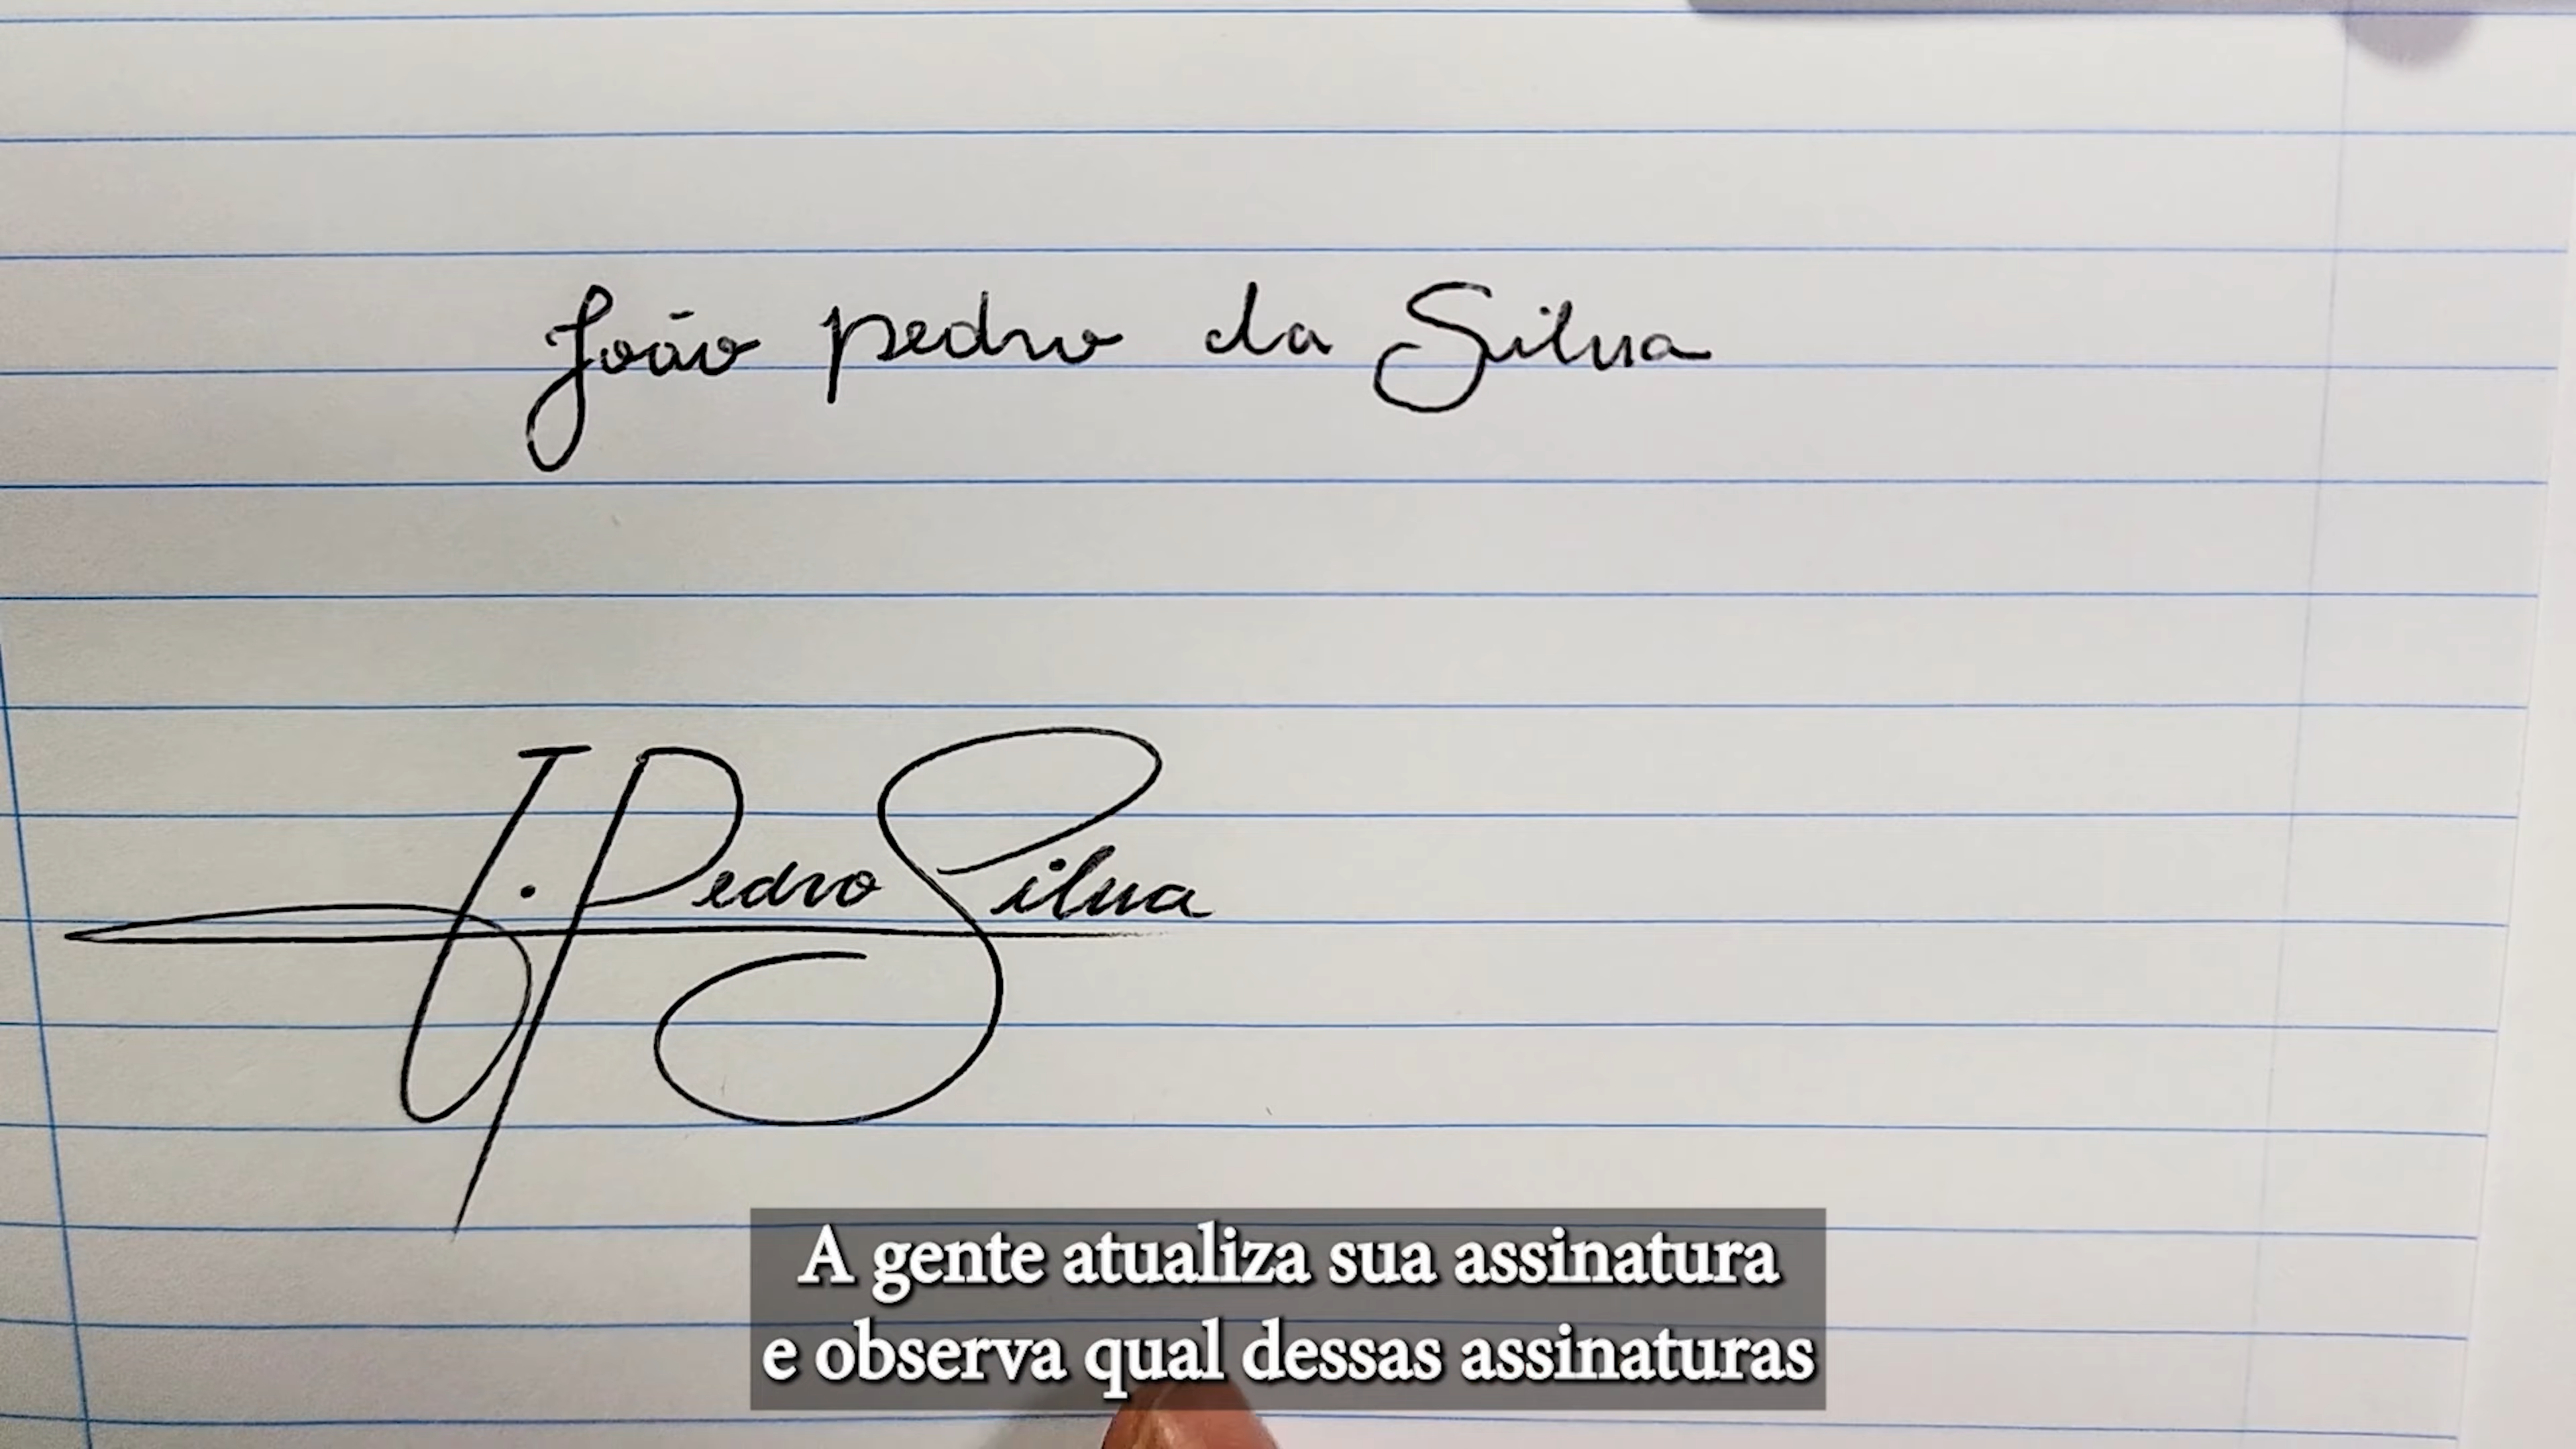 João pedro da Silva
J. Pedro Silva
A gente atualiza sua assinatura
e observa qual dessas assinaturas